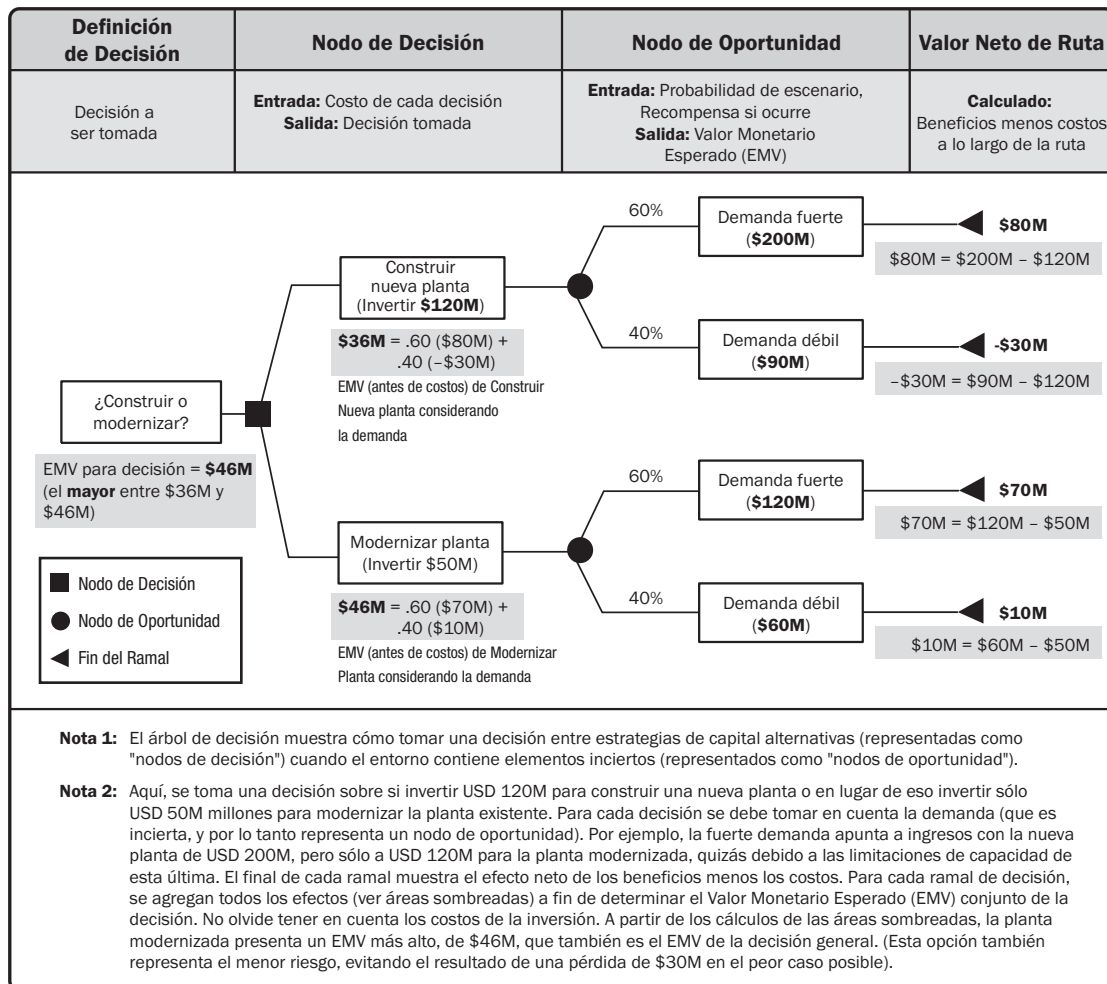 Definición
de Decisión
Nodo de Decisión
Nodo de Oportunidad
Valor Neto de Ruta
Decisión a
ser tomada
Entrada: Costo de cada decisión
Salida: Decisión tomada
Entrada: Probabilidad de escenario,
Recompensa si ocurre
Salida: Valor Monetario
Esperado (EMV)
Calculado:
Beneficios menos costos
a lo largo de la ruta
¿Construir o
modernizar?
EMV para decisión = $46M
(el mayor entre $36M y
$46M)
Construir
nueva planta
(Invertir $120M)
$36M = .60 ($80M) +
.40 (–$30M)
EMV (antes de costos) de Construir
Nueva planta considerando
la demanda
60%
Demanda fuerte
($200M)
$80M
$80M = $200M – $120M
40%
Demanda débil
($90M)
-$30M
–$30M = $90M – $120M
Modernizar planta
(Invertir $50M)
$46M = .60 ($70M) +
.40 ($10M)
EMV (antes de costos) de Modernizar
Planta considerando la demanda
60%
Demanda fuerte
($120M)
$70M
$70M = $120M – $50M
40%
Demanda débil
($60M)
$10M
$10M = $60M – $50M
Nodo de Decisión
Nodo de Oportunidad
Fin del Ramal
Nota 1: El árbol de decisión muestra cómo tomar una decisión entre estrategias de capital alternativas (representadas como
"nodos de decisión") cuando el entorno contiene elementos inciertos (representados como "nodos de oportunidad").
Nota 2: Aquí, se toma una decisión sobre si invertir USD 120M para construir una nueva planta o en lugar de eso invertir sólo
USD 50M millones para modernizar la planta existente. Para cada decisión se debe tomar en cuenta la demanda (que es
incierta, y por lo tanto representa un nodo de oportunidad). Por ejemplo, la fuerte demanda apunta a ingresos con la nueva
planta de USD 200M, pero sólo a USD 120M para la planta modernizada, quizás debido a las limitaciones de capacidad de
esta última. El final de cada ramal muestra el efecto neto de los beneficios menos los costos. Para cada ramal de decisión,
se agregan todos los efectos (ver áreas sombreadas) a fin de determinar el Valor Monetario Esperado (EMV) conjunto de la
decisión. No olvide tener en cuenta los costos de la inversión. A partir de los cálculos de las áreas sombreadas, la planta
modernizada presenta un EMV más alto, de $46M, que también es el EMV de la decisión general. (Esta opción también
representa el menor riesgo, evitando el resultado de una pérdida de $30M en el peor caso posible).